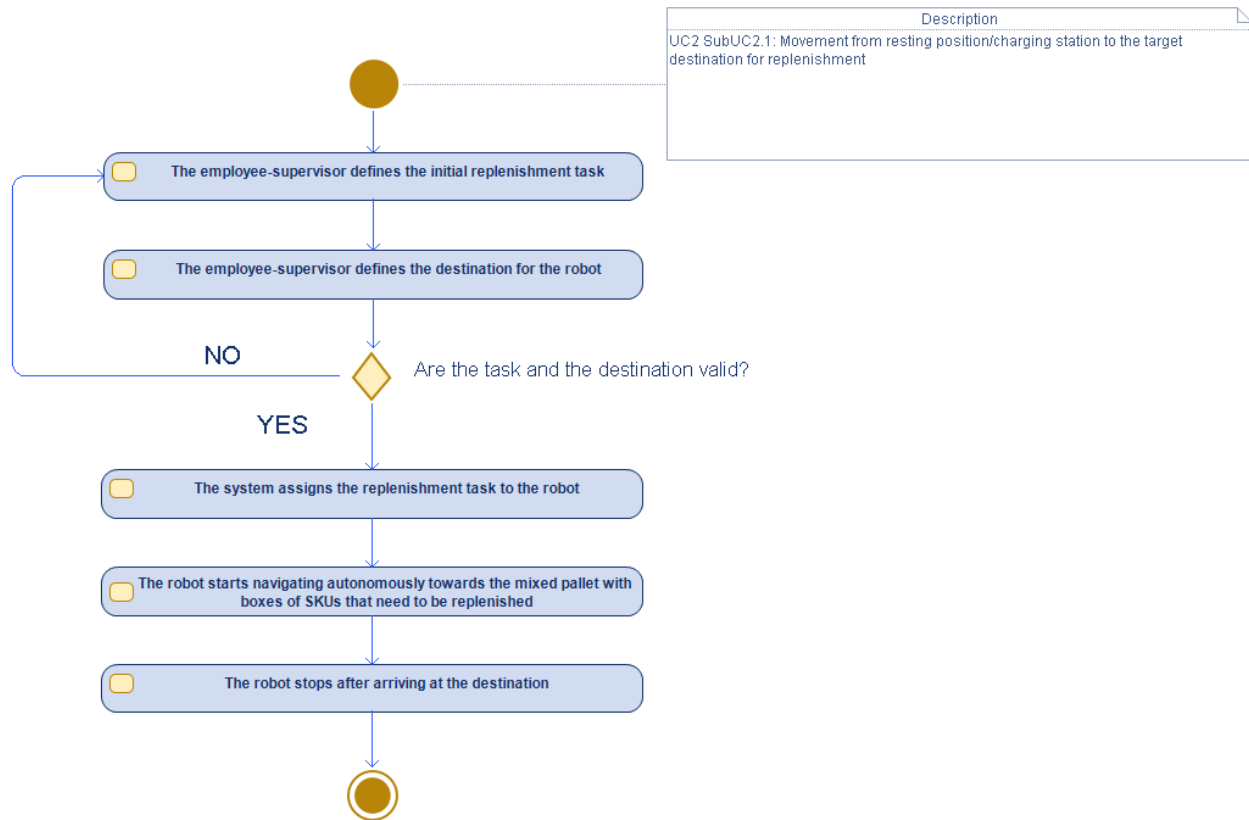 Description
UC2 SubUC2.1: Movement from resting position/charging station to the target
destination for replenishment
The employee-supervisor defines the initial replenishment task
The employee-supervisor defines the destination for the robot
NO
Are the task and the destination valid?
YES
The system assigns the replenishment task to the robot
The robot starts navigating autonomously towards the mixed pallet with
boxes of SKUs that need to be replenished
The robot stops after arriving at the destination